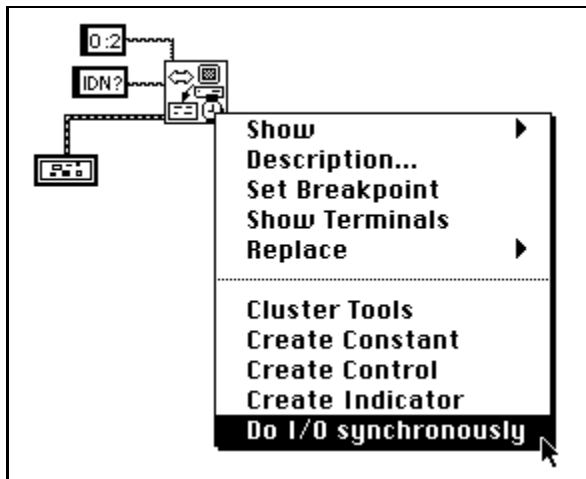 0:2
IDN?
Show
Description...
Set Breakpoint
Show Terminals
Replace
Cluster Tools
Create Constant
Create Control
Create Indicator
Do I/O synchronously